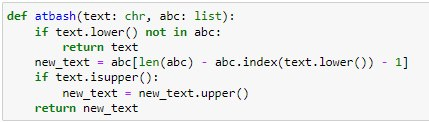 def atbash(text: chr, abc: list):
    if text.lower() not in abc:
        return text
    new_text = abc[len(abc) - abc.index(text.lower()) - 1]
    if text.isupper():
        new_text = new_text.upper()
    return new_text